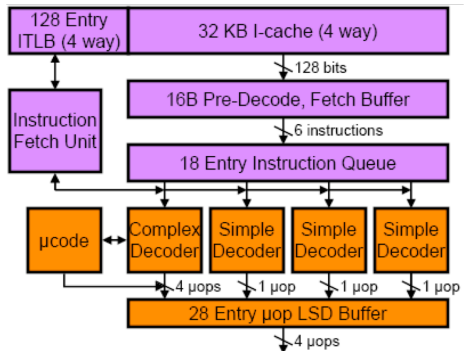 128 Entry
ITLB (4 way)
32 KB I-cache (4 way)
128 bits
16B Pre-Decode, Fetch Buffer
Instruction
Fetch Unit
6 instructions
18 Entry Instruction Queue
µcode
Complex
Decoder
Simple
Decoder
Simple
Decoder
Simple
Decoder
4 µops
1 µop
1 µop
1 µop
28 Entry µop LSD Buffer
4 µops